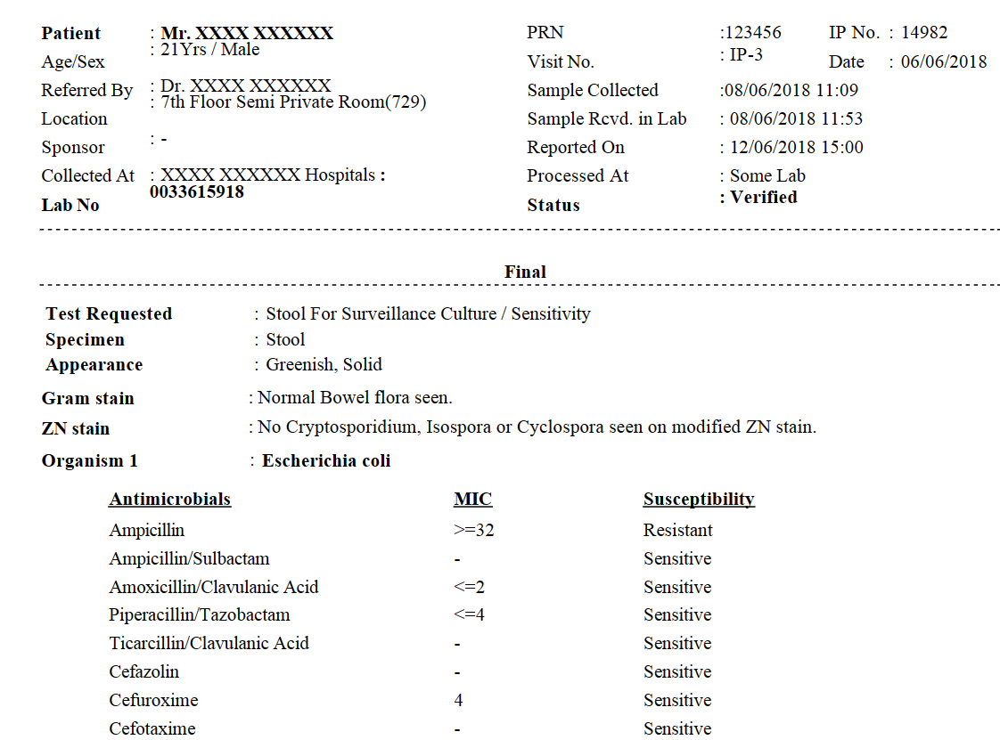 Patient : Mr. XXXX XXXXXX PRN :123456 IP No. : 14982
Age/Sex : 21Yrs / Male Visit No. : IP-3 Date : 06/06/2018
Referred By : Dr. XXXX XXXXXX Sample Collected :08/06/2018 11:09
Location : 7th Floor Semi Private Room(729) Sample Rcvd. in Lab : 08/06/2018 11:53
Sponsor : - Reported On : 12/06/2018 15:00
Collected At : XXXX XXXXXX Hospitals : Processed At : Some Lab
Lab No 0033615918 Status : Verified
Final
Test Requested : Stool For Surveillance Culture / Sensitivity
Specimen : Stool
Appearance : Greenish, Solid
Gram stain : Normal Bowel flora seen.
ZN stain : No Cryptosporidium, Isospora or Cyclospora seen on modified ZN stain.
Organism 1 : Escherichia coli
Antimicrobials MIC Susceptibility
Ampicillin >=32 Resistant
Ampicillin/Sulbactam - Sensitive
Amoxicillin/Clavulanic Acid <=2 Sensitive
Piperacillin/Tazobactam <=4 Sensitive
Ticarcillin/Clavulanic Acid - Sensitive
Cefazolin - Sensitive
Cefuroxime 4 Sensitive
Cefotaxime - Sensitive